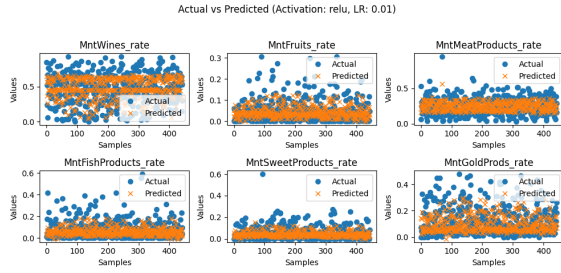 Actual vs Predicted (Activation: relu, LR: 0.01)
MntWines_rate
MntFruits_rate
MntMeatProducts_rate
Values
0.5
0.0
Actual
Predicted
0 100 200 300 400
Samples
Values
0.3
0.2
0.1
0.0
Actual
Predicted
0 100 200 300 400
Samples
Values
0.5
0.0
Actual
Predicted
0 100 200 300 400
Samples
MntFishProducts_rate
MntSweetProducts_rate
MntGoldProds_rate
Values
0.6
0.4
0.2
0.0
Actual
Predicted
0 100 200 300 400
Samples
Values
0.6
0.4
0.2
0.0
Actual
Predicted
0 100 200 300 400
Samples
Values
0.4
0.2
0.0
Actual
Predicted
0 100 200 300 400
Samples